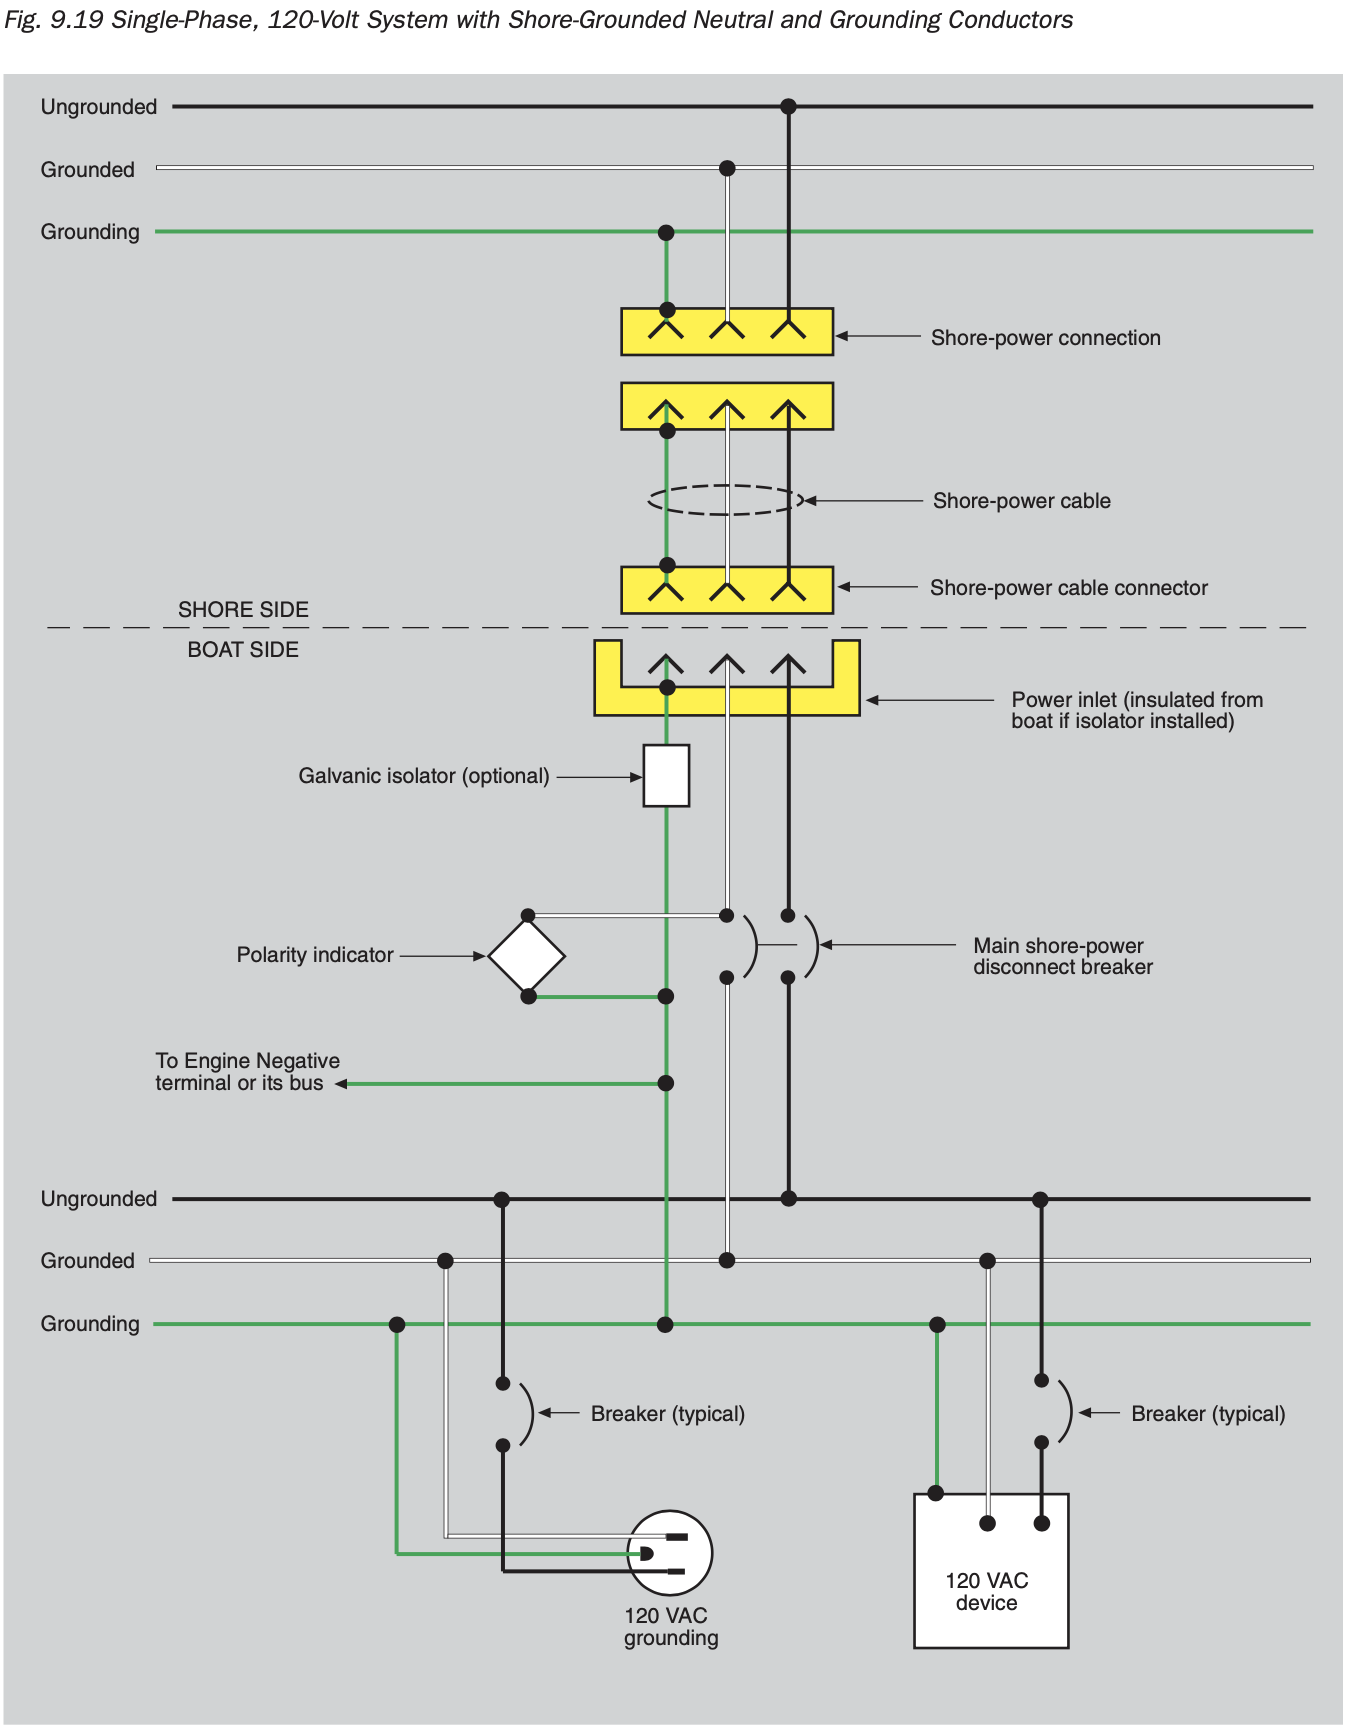 Fig. 9.19 Single-Phase, 120-Volt System with Shore-Grounded Neutral and Grounding Conductors
Ungrounded
Grounded
Grounding
Shore-power connection
Shore-power cable
Shore-power cable connector
SHORE SIDE
BOAT SIDE
Power inlet (insulated from
boat if isolator installed)
Galvanic isolator (optional)
Polarity indicator
Main shore-power
disconnect breaker
To Engine Negative
terminal or its bus
Ungrounded
Grounded
Grounding
Breaker (typical)
Breaker (typical)
120 VAC
device
120 VAC
grounding